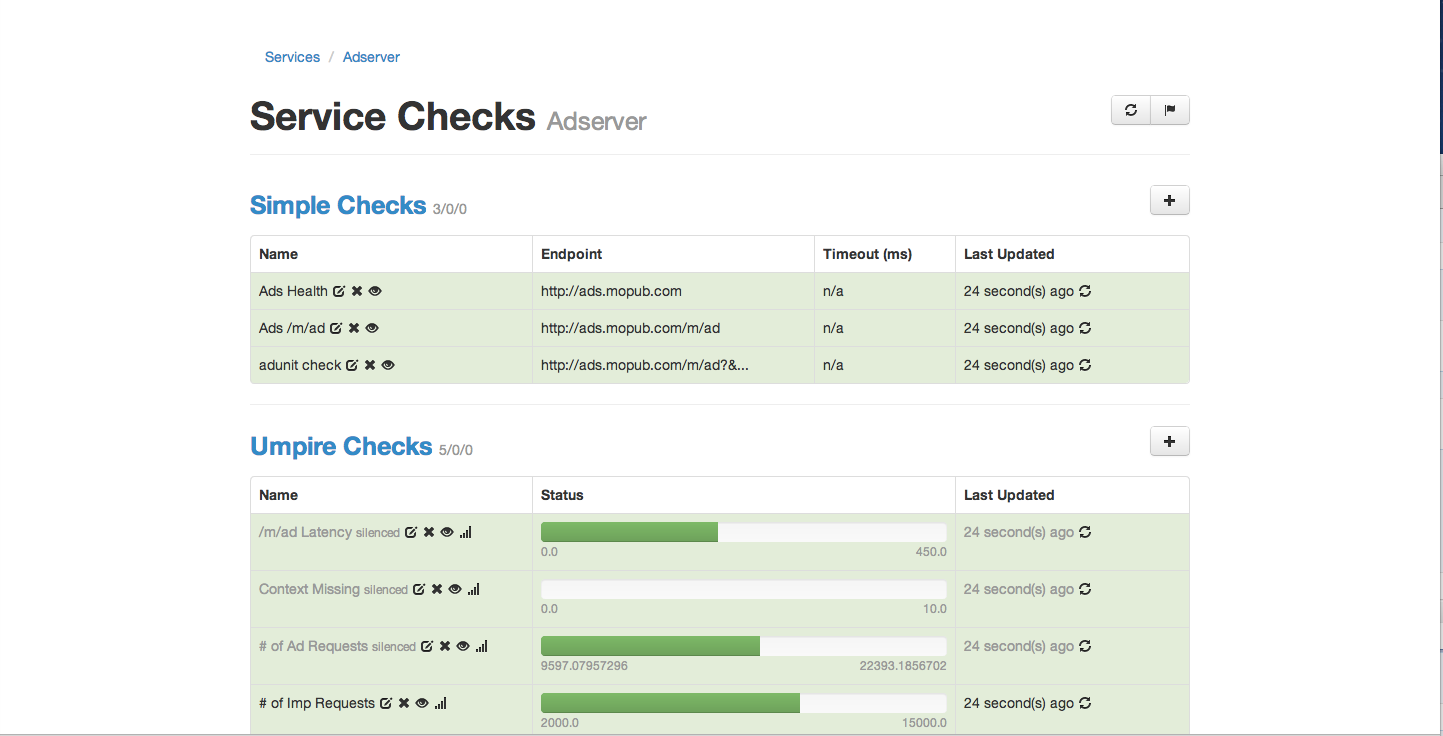 Services / Adserver
Service Checks Adserver
Simple Checks 3/0/0
Name Endpoint Timeout (ms) Last Updated
Ads Health http://ads.mopub.com n/a 24 second(s) ago
Ads /m/ad http://ads.mopub.com/m/ad n/a 24 second(s) ago
adunit check http://ads.mopub.com/m/ad?&... n/a 24 second(s) ago
Umpire Checks 5/0/0
Name Status Last Updated
/m/ad Latency silenced 24 second(s) ago
0.0 450.0
Context Missing silenced 24 second(s) ago
0.0 10.0
# of Ad Requests silenced 24 second(s) ago
9597.07957296 22393.1856702
# of Imp Requests 24 second(s) ago
2000.0 15000.0